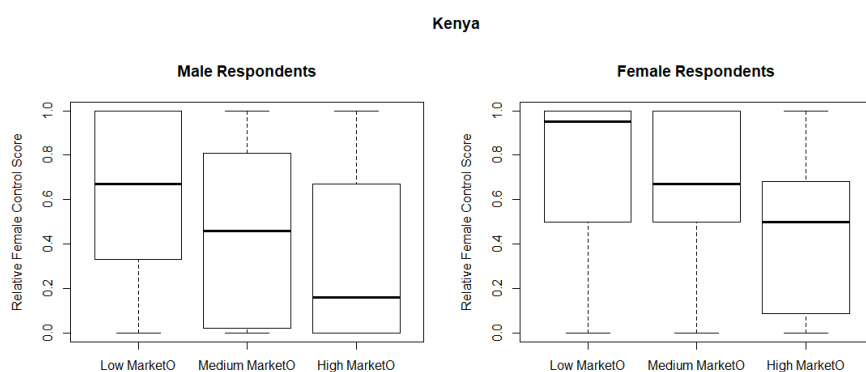 Kenya
Male Respondents
Relative Female Control Score
1.0
0.8
0.6
0.4
0.2
0.0
Low MarketO
Medium MarketO
High MarketO
Female Respondents
Relative Female Control Score
1.0
0.8
0.6
0.4
0.2
0.0
Low MarketO
Medium MarketO
High MarketO